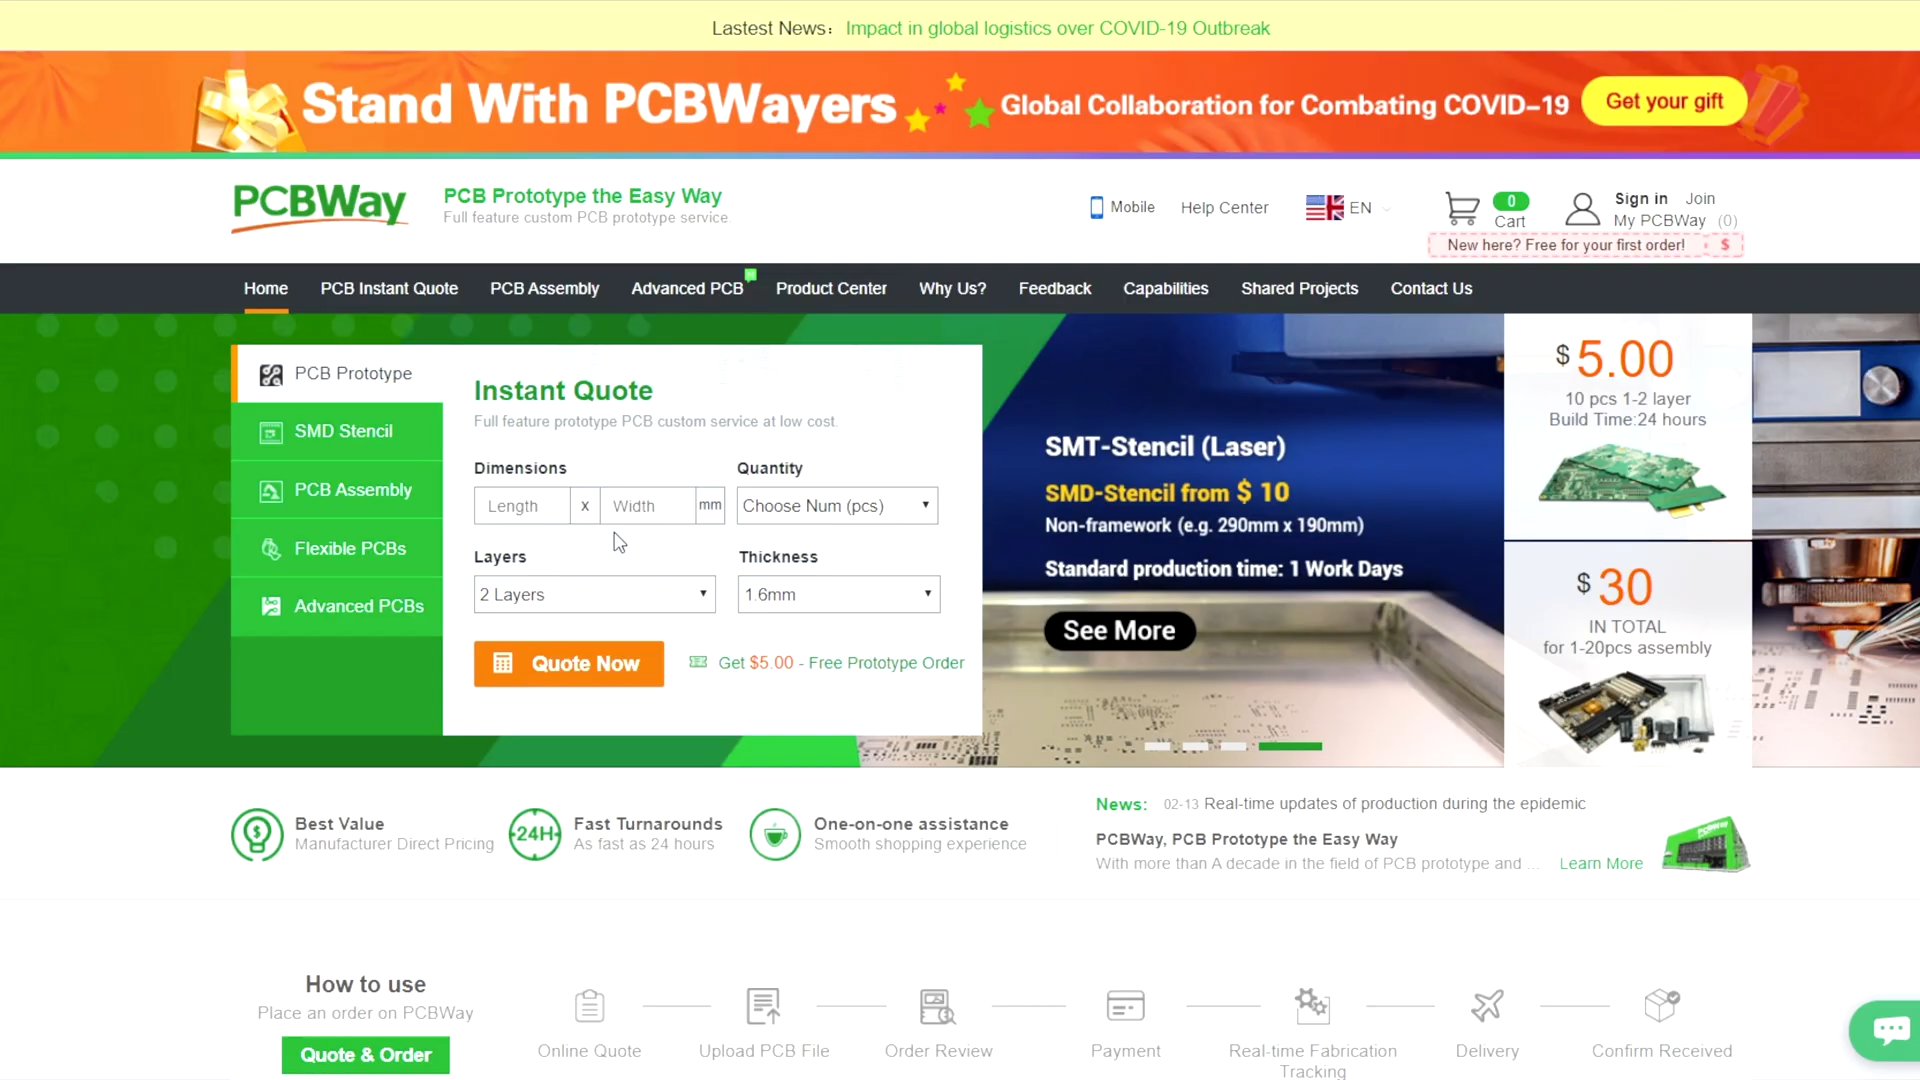 Lastest News： Impact in global logistics over COVID-19 Outbreak
Stand With PCBWayers Global Collaboration for Combating COVID-19 Get your gift
PCBWay PCB Prototype the Easy Way
Full feature custom PCB prototype service.
Mobile Help Center EN 0 Cart Sign in Join
My PCBWay (0)
New here? Free for your first order! $
Home PCB Instant Quote PCB Assembly Advanced PCB Product Center Why Us? Feedback Capabilities Shared Projects Contact Us
PCB Prototype
SMD Stencil
PCB Assembly
Flexible PCBs
Advanced PCBs
Instant Quote
Full feature prototype PCB custom service at low cost.
Dimensions Quantity
Length x Width mm Choose Num (pcs)
Layers Thickness
2 Layers 1.6mm
Quote Now Get $5.00 - Free Prototype Order
SMT-Stencil (Laser)
SMD-Stencil from $ 10
Non-framework (e.g. 290mm x 190mm)
Standard production time: 1 Work Days
See More
$ 5.00
10 pcs 1-2 layer
Build Time:24 hours
$ 30
IN TOTAL
for 1-20pcs assembly
Best Value
Manufacturer Direct Pricing
24H
Fast Turnarounds
As fast as 24 hours
One-on-one assistance
Smooth shopping experience
News: 02-13 Real-time updates of production during the epidemic
PCBWay, PCB Prototype the Easy Way
With more than A decade in the field of PCB prototype and ... Learn More
How to use
Place an order on PCBWay
Quote & Order
Online Quote
Upload PCB File
Order Review
Payment
Real-time Fabrication
Tracking
Delivery
Confirm Received